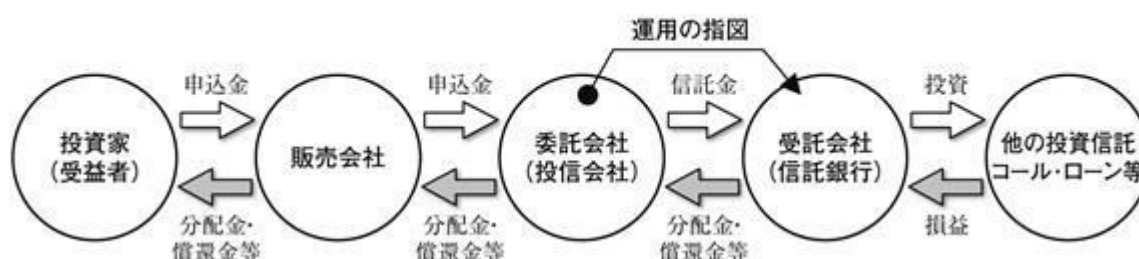 運用の指図
申込金
申込金
信託金
投資
投資家
(受益者)
販売会社
委託会社
(投信会社)
受託会社
(信託銀行)
他の投資信託
コール・ローン等
分配金・
償還金等
分配金・
償還金等
分配金・
償還金等
損益